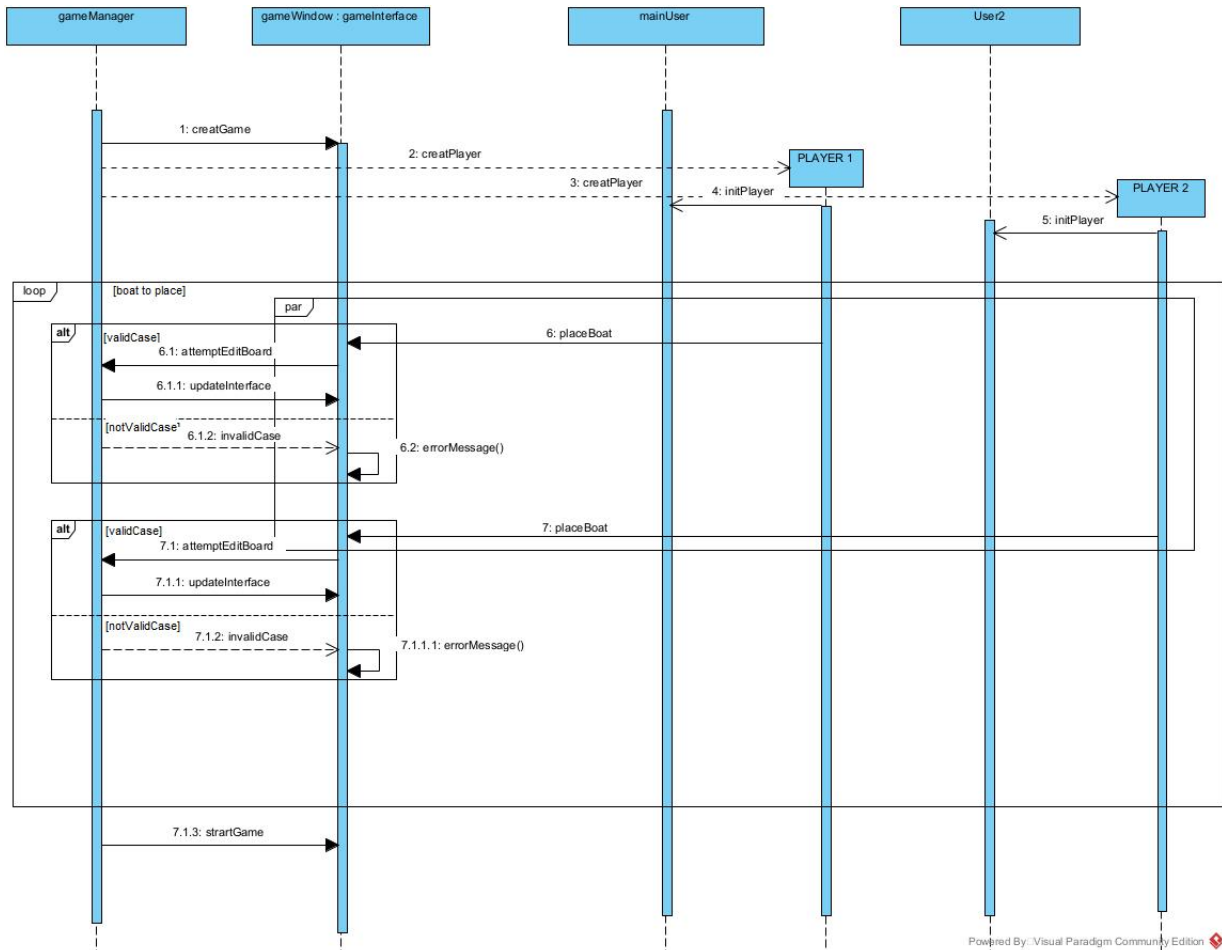 gameManager
gameWindow : gameInterface
mainUser
User2
1: creatGame
2: creatPlayer
PLAYER 1
3: creatPlayer
4: initPlayer
PLAYER 2
5: initPlayer
loop
[boat to place]
par
alt
[validCase]
6: placeBoat
6.1: attemptEditBoard
6.1.1: updateInterface
[notValidCase]
6.1.2: invalidCase
6.2: errorMessage()
alt
[validCase]
7: placeBoat
7.1: attemptEditBoard
7.1.1: updateInterface
[notValidCase]
7.1.2: invalidCase
7.1.1.1: errorMessage()
7.1.3: strartGame
Powered By: Visual Paradigm Community Edition